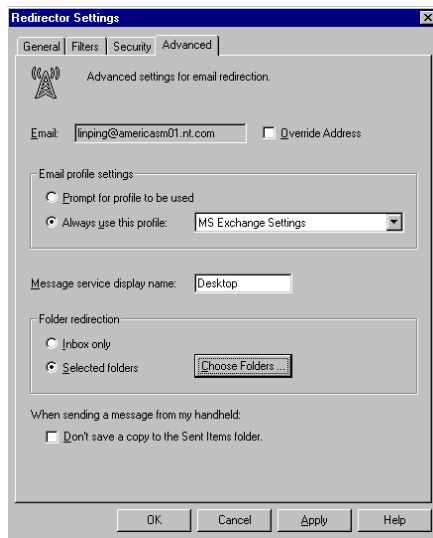 Redirector Settings
General Filters Security Advanced
Advanced settings for email redirection.
Email: linping@americasm01.nt.com Override Address
Email profile settings
Prompt for profile to be used
Always use this profile: MS Exchange Settings
Message service display name: Desktop
Folder redirection
Inbox only
Selected folders Choose Folders ...
When sending a message from my handheld:
Don't save a copy to the Sent Items folder.
OK Cancel Apply Help